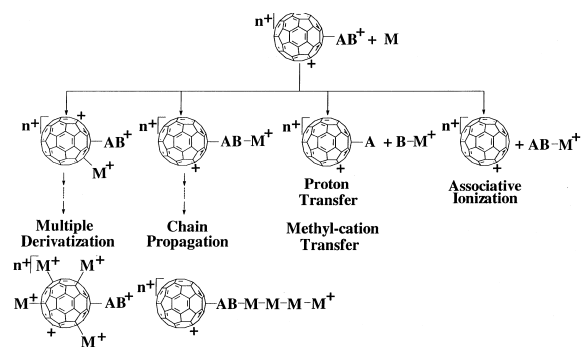 n+
AB+ + M
+
n+ + n+ n+ n+
AB+ AB–M+ A + B–M+ + AB–M+
M+ + + +
Proton
Transfer
Associative
Ionization
Multiple
Derivatization
Chain
Propagation
Methyl-cation
Transfer
n+ M+ M+ n+
M+ AB+ AB–M–M–M–M+
+ M+ +